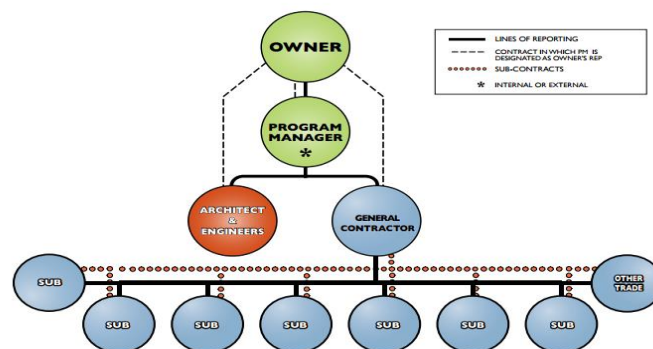 OWNER
LINES OF REPORTING
CONTRACT IN WHICH PM IS
DESIGNATED AS OWNER'S REP
SUB-CONTRACTS
* INTERNAL OR EXTERNAL
PROGRAM
MANAGER
*
ARCHITECT
&
ENGINEERS
GENERAL
CONTRACTOR
SUB
OTHER
TRADE
SUB
SUB
SUB
SUB
SUB
SUB